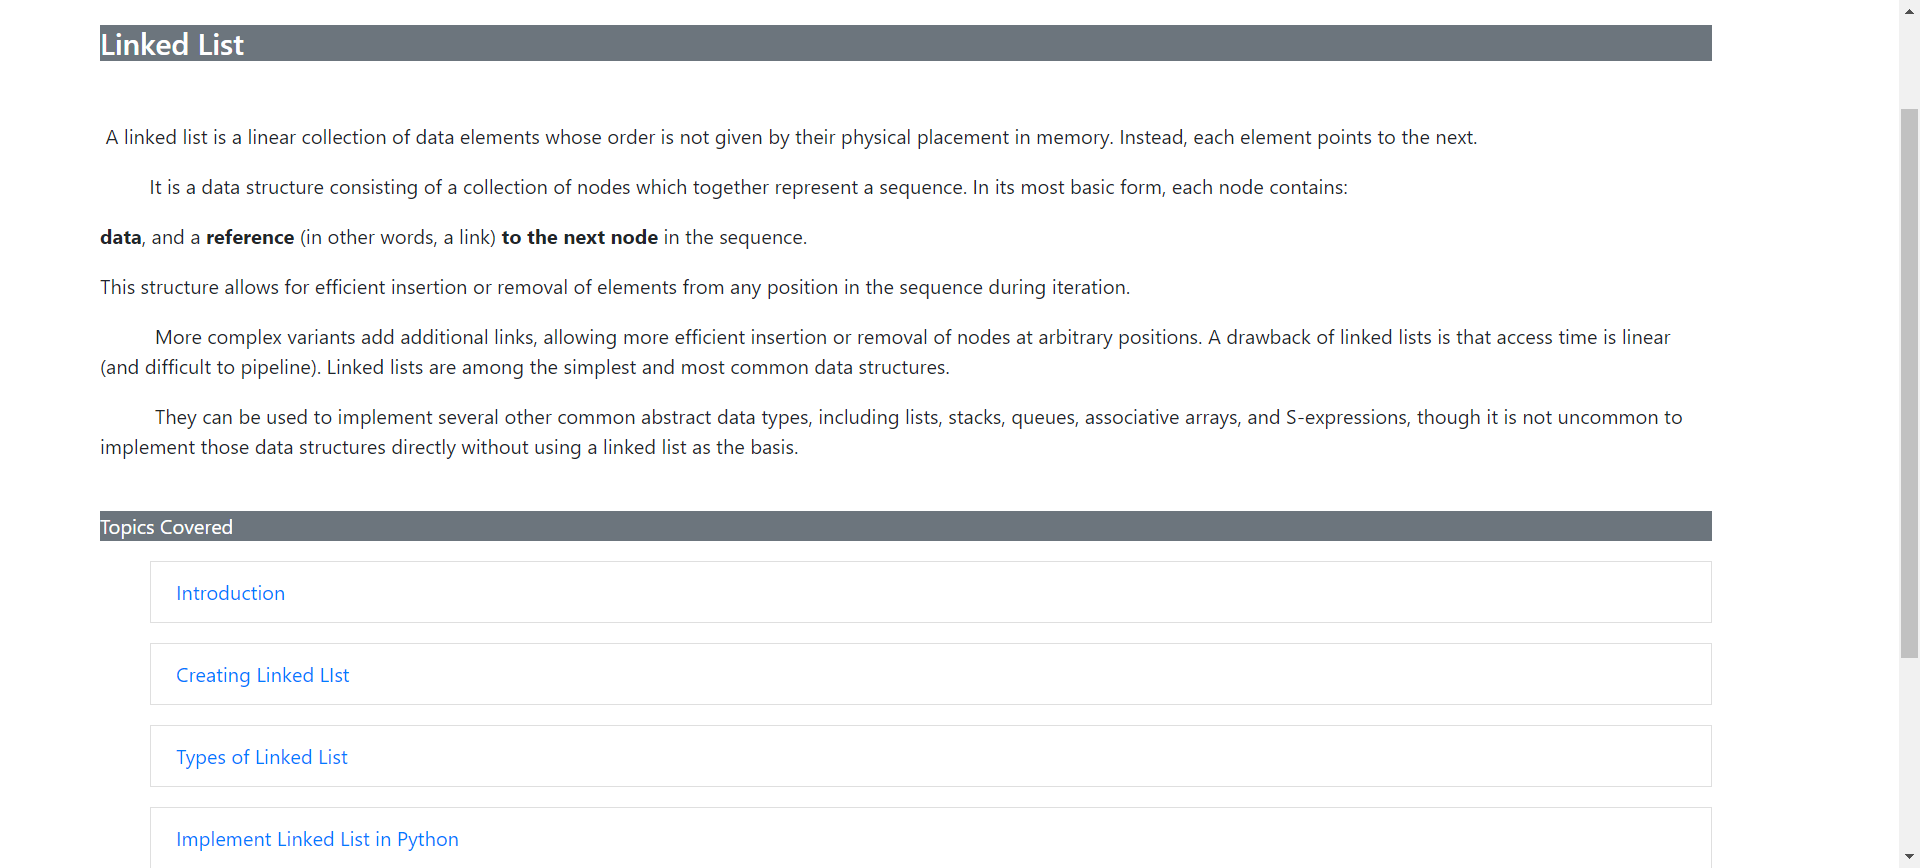 Linked List
A linked list is a linear collection of data elements whose order is not given by their physical placement in memory. Instead, each element points to the next.
It is a data structure consisting of a collection of nodes which together represent a sequence. In its most basic form, each node contains:
data, and a reference (in other words, a link) to the next node in the sequence.
This structure allows for efficient insertion or removal of elements from any position in the sequence during iteration.
More complex variants add additional links, allowing more efficient insertion or removal of nodes at arbitrary positions. A drawback of linked lists is that access time is linear
(and difficult to pipeline). Linked lists are among the simplest and most common data structures.
They can be used to implement several other common abstract data types, including lists, stacks, queues, associative arrays, and S-expressions, though it is not uncommon to
implement those data structures directly without using a linked list as the basis.
Topics Covered
Introduction
Creating Linked LIst
Types of Linked List
Implement Linked List in Python